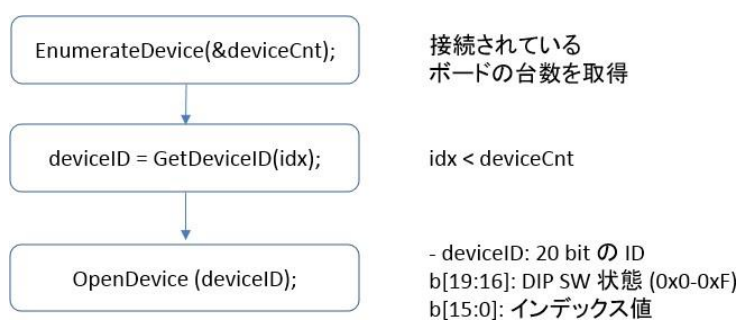 EnumerateDevice(&deviceCnt);
接続されている
ボードの台数を取得
deviceID = GetDeviceID(idx);
idx < deviceCnt
OpenDevice (deviceID);
- deviceID: 20 bit の ID
b[19:16]: DIP SW 状態 (0x0-0xF)
b[15:0]: インデックス値